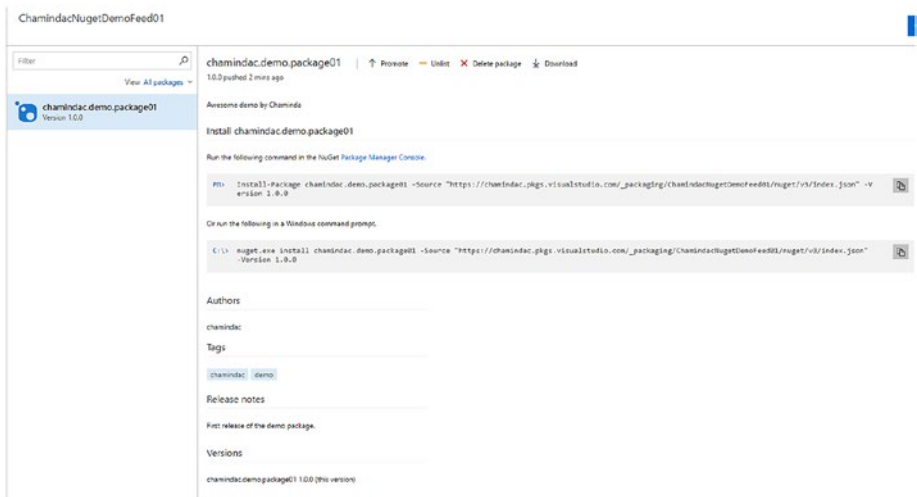 ChamindacNugetDemoFeed01
Filter
View All packages
chamindac.demo.package01
Version 1.0.0
chamindac.demo.package01 Promote Unlist Delete package Download
1.0.0 pushed 2 mins ago
Awesome demo by Chaminda
Install chamindac.demo.package01
Run the following command in the NuGet Package Manager Console.
PM> Install-Package chamindac.demo.package01 -Source "https://chamindac.pkgs.visualstudio.com/_packaging/ChamindacNugetDemoFeed01/nuget/v3/index.json" -V
ersion 1.0.0
Or run the following in a Windows command prompt.
C:\> nuget.exe install chamindac.demo.package01 -Source "https://chamindac.pkgs.visualstudio.com/_packaging/ChamindacNugetDemoFeed01/nuget/v3/index.json"
-Version 1.0.0
Authors
chamindac
Tags
chamindac demo
Release notes
First release of the demo package.
Versions
chamindac.demo.package01 1.0.0 (this version)